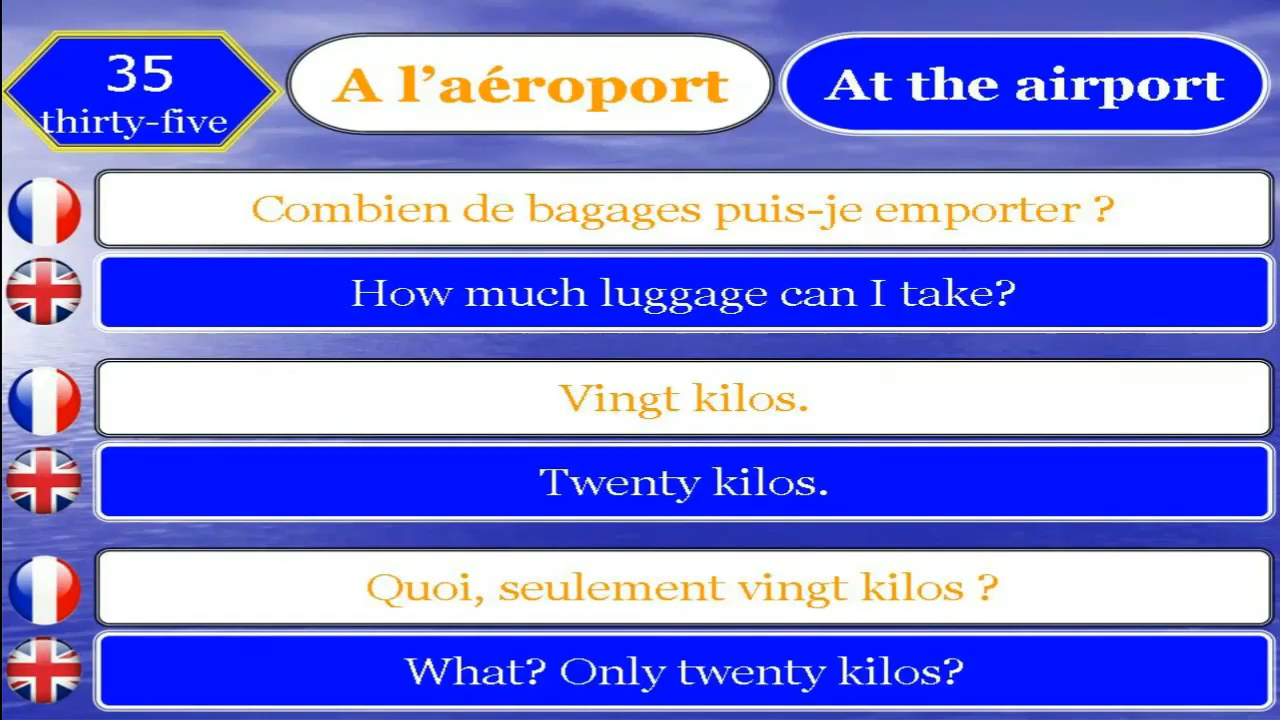 35
thirty-five
A l’aéroport
At the airport
Combien de bagages puis-je emporter ?
How much luggage can I take?
Vingt kilos.
Twenty kilos.
Quoi, seulement vingt kilos ?
What? Only twenty kilos?